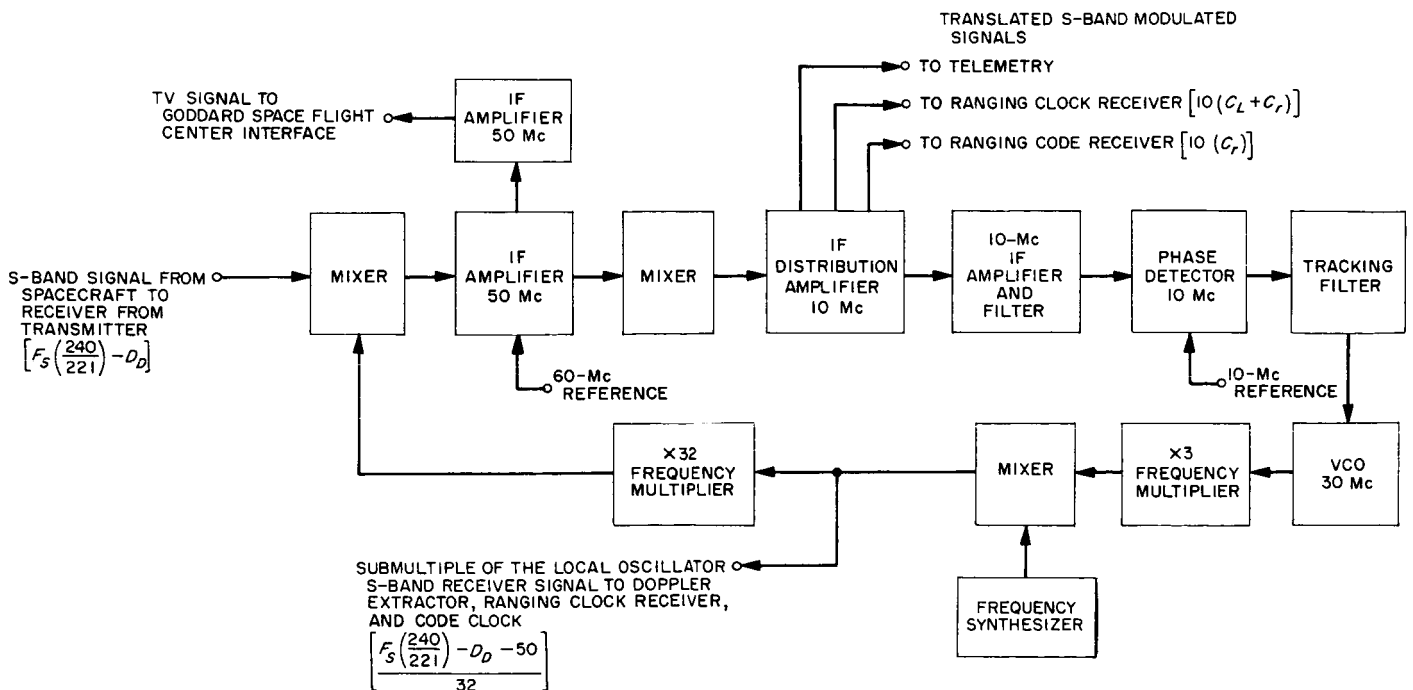 TRANSLATED S-BAND MODULATED
SIGNALS
TO TELEMETRY
TO RANGING CLOCK RECEIVER [10 (C_L + C_r)]
TO RANGING CODE RECEIVER [10 (C_r)]
TV SIGNAL TO
GODDARD SPACE FLIGHT
CENTER INTERFACE
IF
AMPLIFIER
50 Mc
S-BAND SIGNAL FROM
SPACECRAFT TO
RECEIVER FROM
TRANSMITTER
[F_S (240/221) − D_D]
MIXER
IF
AMPLIFIER
50 Mc
MIXER
IF
DISTRIBUTION
AMPLIFIER
10 Mc
10-Mc
IF
AMPLIFIER
AND
FILTER
PHASE
DETECTOR
10 Mc
TRACKING
FILTER
60-Mc
REFERENCE
10-Mc
REFERENCE
×32
FREQUENCY
MULTIPLIER
MIXER
×3
FREQUENCY
MULTIPLIER
VCO
30 Mc
SUBMULTIPLE OF THE LOCAL OSCILLATOR
S-BAND RECEIVER SIGNAL TO DOPPLER
EXTRACTOR, RANGING CLOCK RECEIVER,
AND CODE CLOCK
[F_S (240/221) − D_D − 50
32]
FREQUENCY
SYNTHESIZER